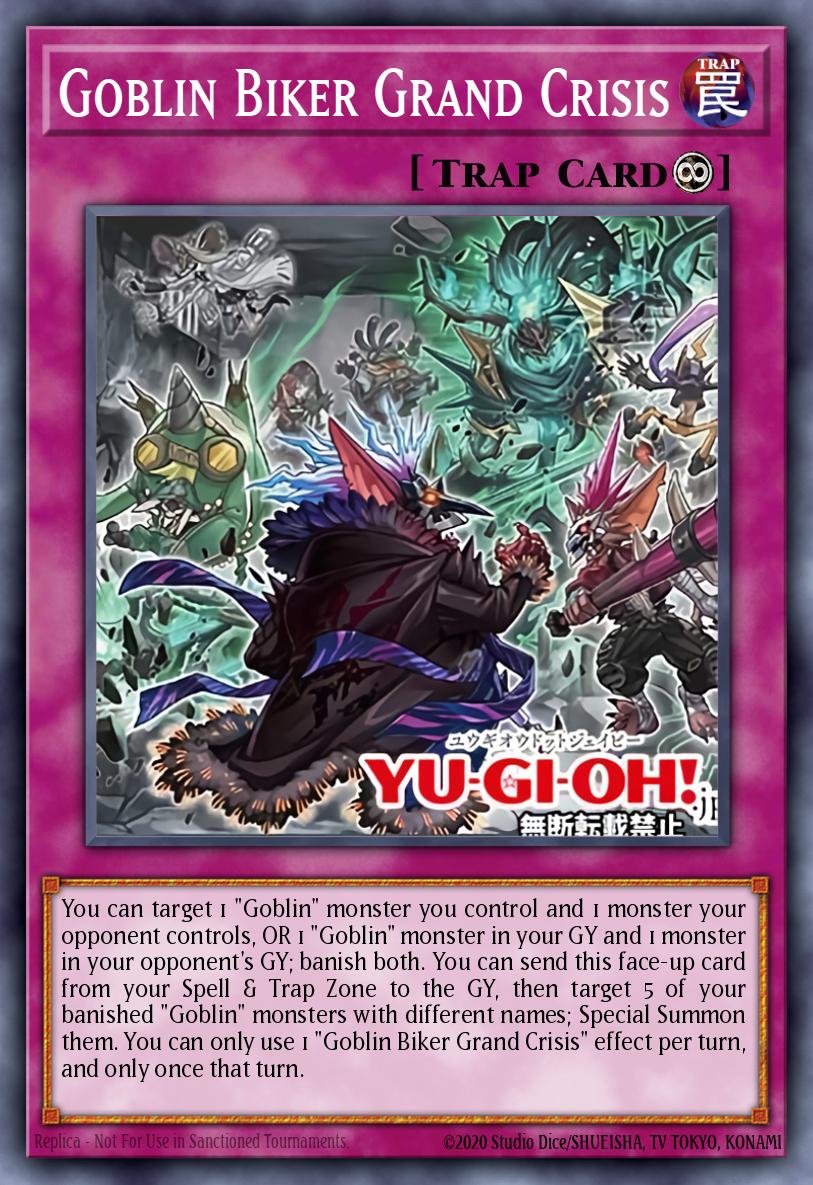 Goblin Biker Grand Crisis
TRAP
罠
[Trap Card]
ユウギオウドットジェイピー
YU-GI-OH!
.jp
無断転載禁止
You can target 1 "Goblin" monster you control and 1 monster your
opponent controls, OR 1 "Goblin" monster in your GY and 1 monster
in your opponent's GY; banish both. You can send this face-up card
from your Spell & Trap Zone to the GY, then target 5 of your
banished "Goblin" monsters with different names; Special Summon
them. You can only use 1 "Goblin Biker Grand Crisis" effect per turn,
and only once that turn.
Replica - Not For Use in Sanctioned Tournaments.
©2020 Studio Dice/SHUEISHA, TV TOKYO, KONAMI